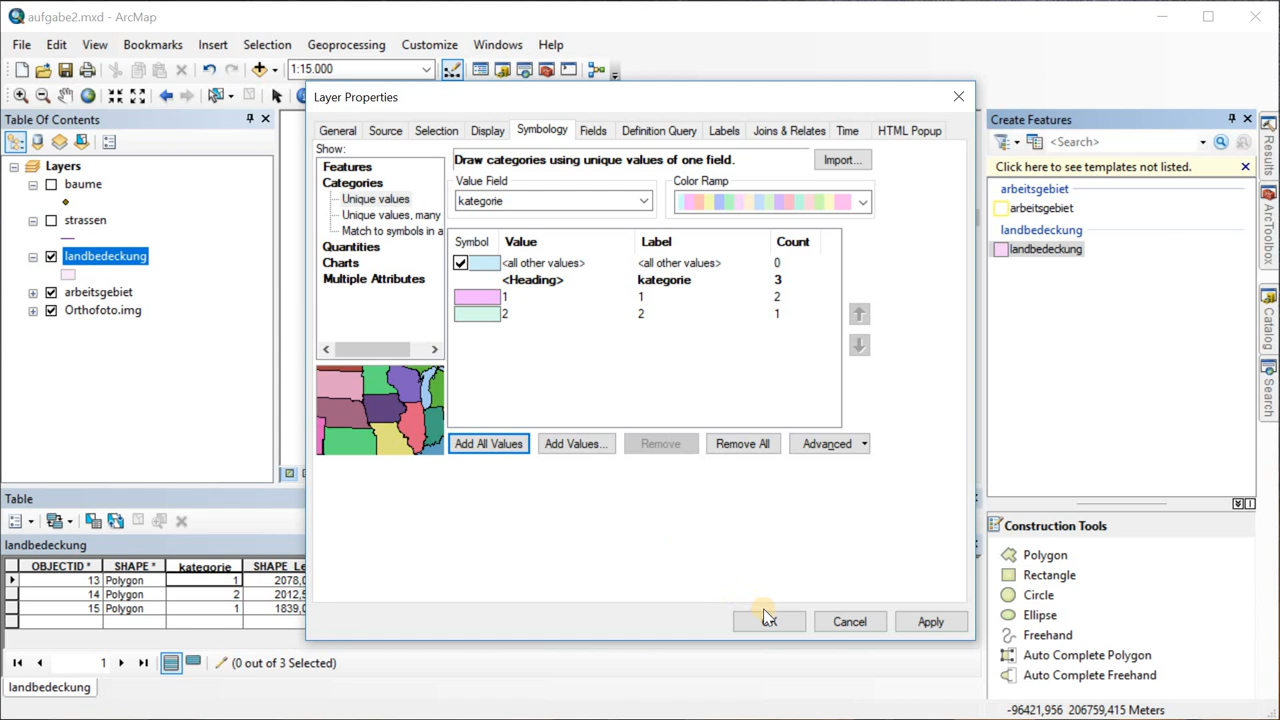 aufgabe2.mxd - ArcMap
File Edit View Bookmarks Insert Selection Geoprocessing Customize Windows Help
1:15.000
Table Of Contents
Layers
baume
strassen
landbedeckung
arbeitsgebiet
Orthofoto.img
Layer Properties
General Source Selection Display Symbology Fields Definition Query Labels Joins & Relates Time HTML Popup
Show:
Features
Categories
Unique values
Unique values, many
Match to symbols in a
Quantities
Charts
Multiple Attributes
Draw categories using unique values of one field.
Import...
Value Field
kategorie
Color Ramp
Symbol Value Label Count
<all other values> <all other values> 0
<Heading> kategorie 3
1 1 2
2 2 1
Add All Values Add Values... Remove Remove All Advanced
Cancel Apply
Create Features
<Search>
Click here to see templates not listed.
arbeitsgebiet
arbeitsgebiet
landbedeckung
landbedeckung
Construction Tools
Polygon
Rectangle
Circle
Ellipse
Freehand
Auto Complete Polygon
Auto Complete Freehand
Results
ArcToolbox
Catalog
Search
Table
landbedeckung
OBJECTID * SHAPE * kategorie SHAPE_Le
13 Polygon 1 2078,0
14 Polygon 2 2012,5
15 Polygon 1 1839,0
1 (0 out of 3 Selected)
landbedeckung
-96421,956 206759,415 Meters